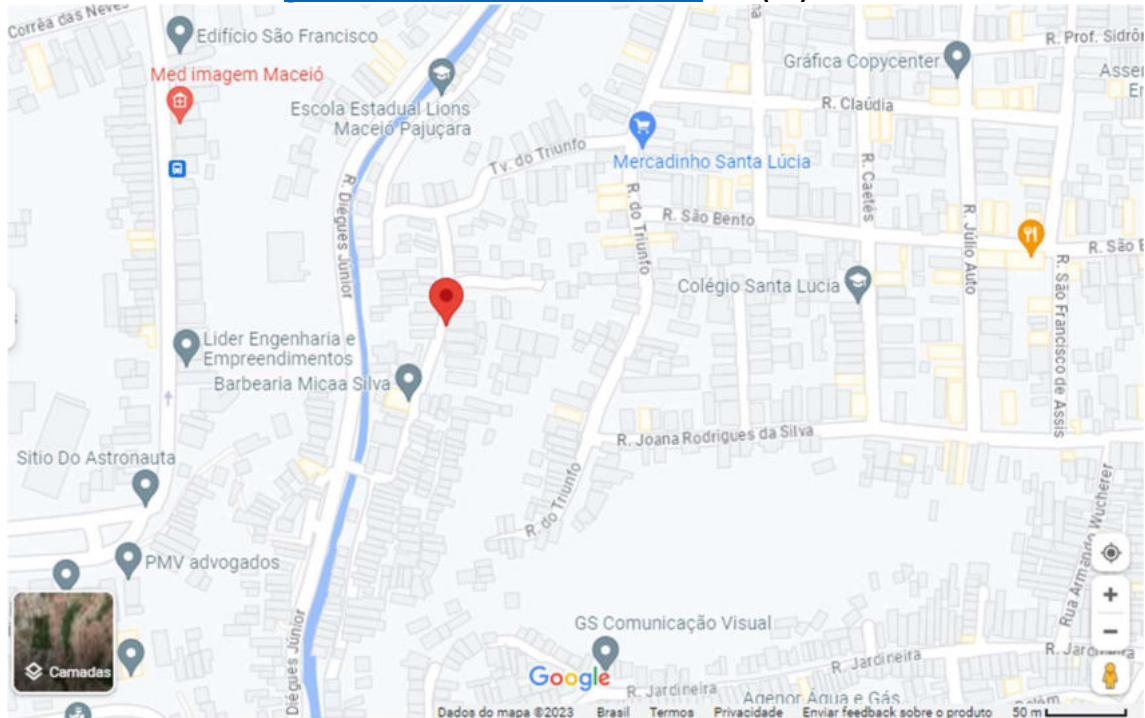 Corrêa das Neves
Edifício São Francisco
Med imagem Maceió
Escola Estadual Lions
Maceió Pajuçara
Gráfica Copycenter
R. Prof. Sidrôn
Asser
R. Cláudia
Tv. do Triunfo
Mercadinho Santa Lúcia
R. Caetés
R. Júlio Auto
R. Diégues Júnior
R. do Triunfo
R. São Bento
R. São B
Colégio Santa Lucia
R. São Francisco de Assis
Lider Engenharia e
Empreendimentos
Barbearia Micaa Silva
R. Joana Rodrigues da Silva
Sitio Do Astronauta
R. do Triunfo
Rua Armando Wucherer
PMV advogados
Diégues Júnior
GS Comunicação Visual
Camadas
Google
R. Jardineira
R. Jardineira
Agenor Água e Gás
Dados do mapa ©2023 Brasil Termos Privacidade Enviar feedback sobre o produto 50 m